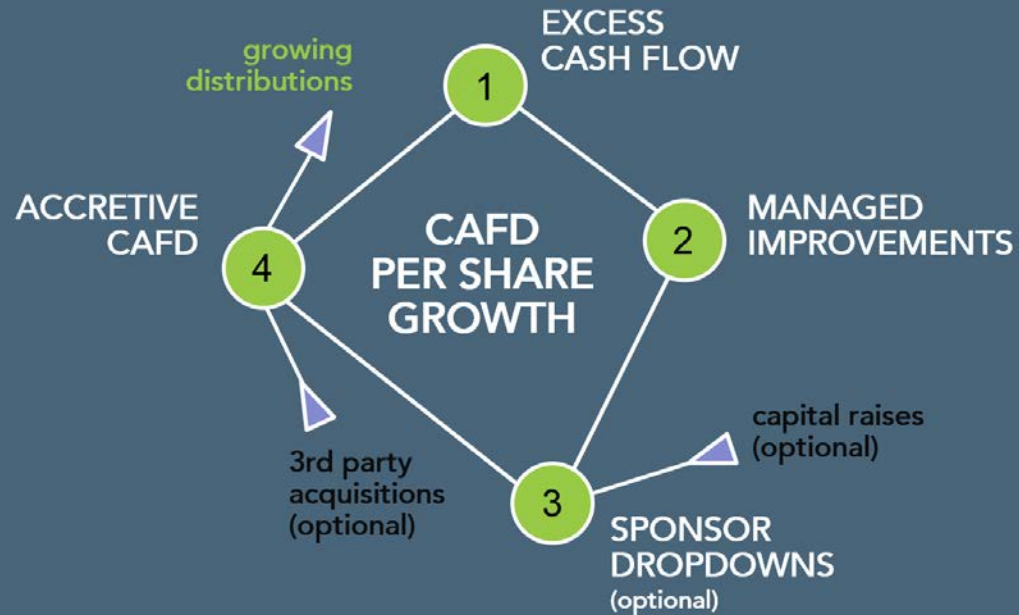 growing
distributions
1
EXCESS
CASH FLOW
ACCRETIVE
CAFD
4
CAFD
PER SHARE
GROWTH
2
MANAGED
IMPROVEMENTS
3rd party
acquisitions
(optional)
3
capital raises
(optional)
SPONSOR
DROPDOWNS
(optional)